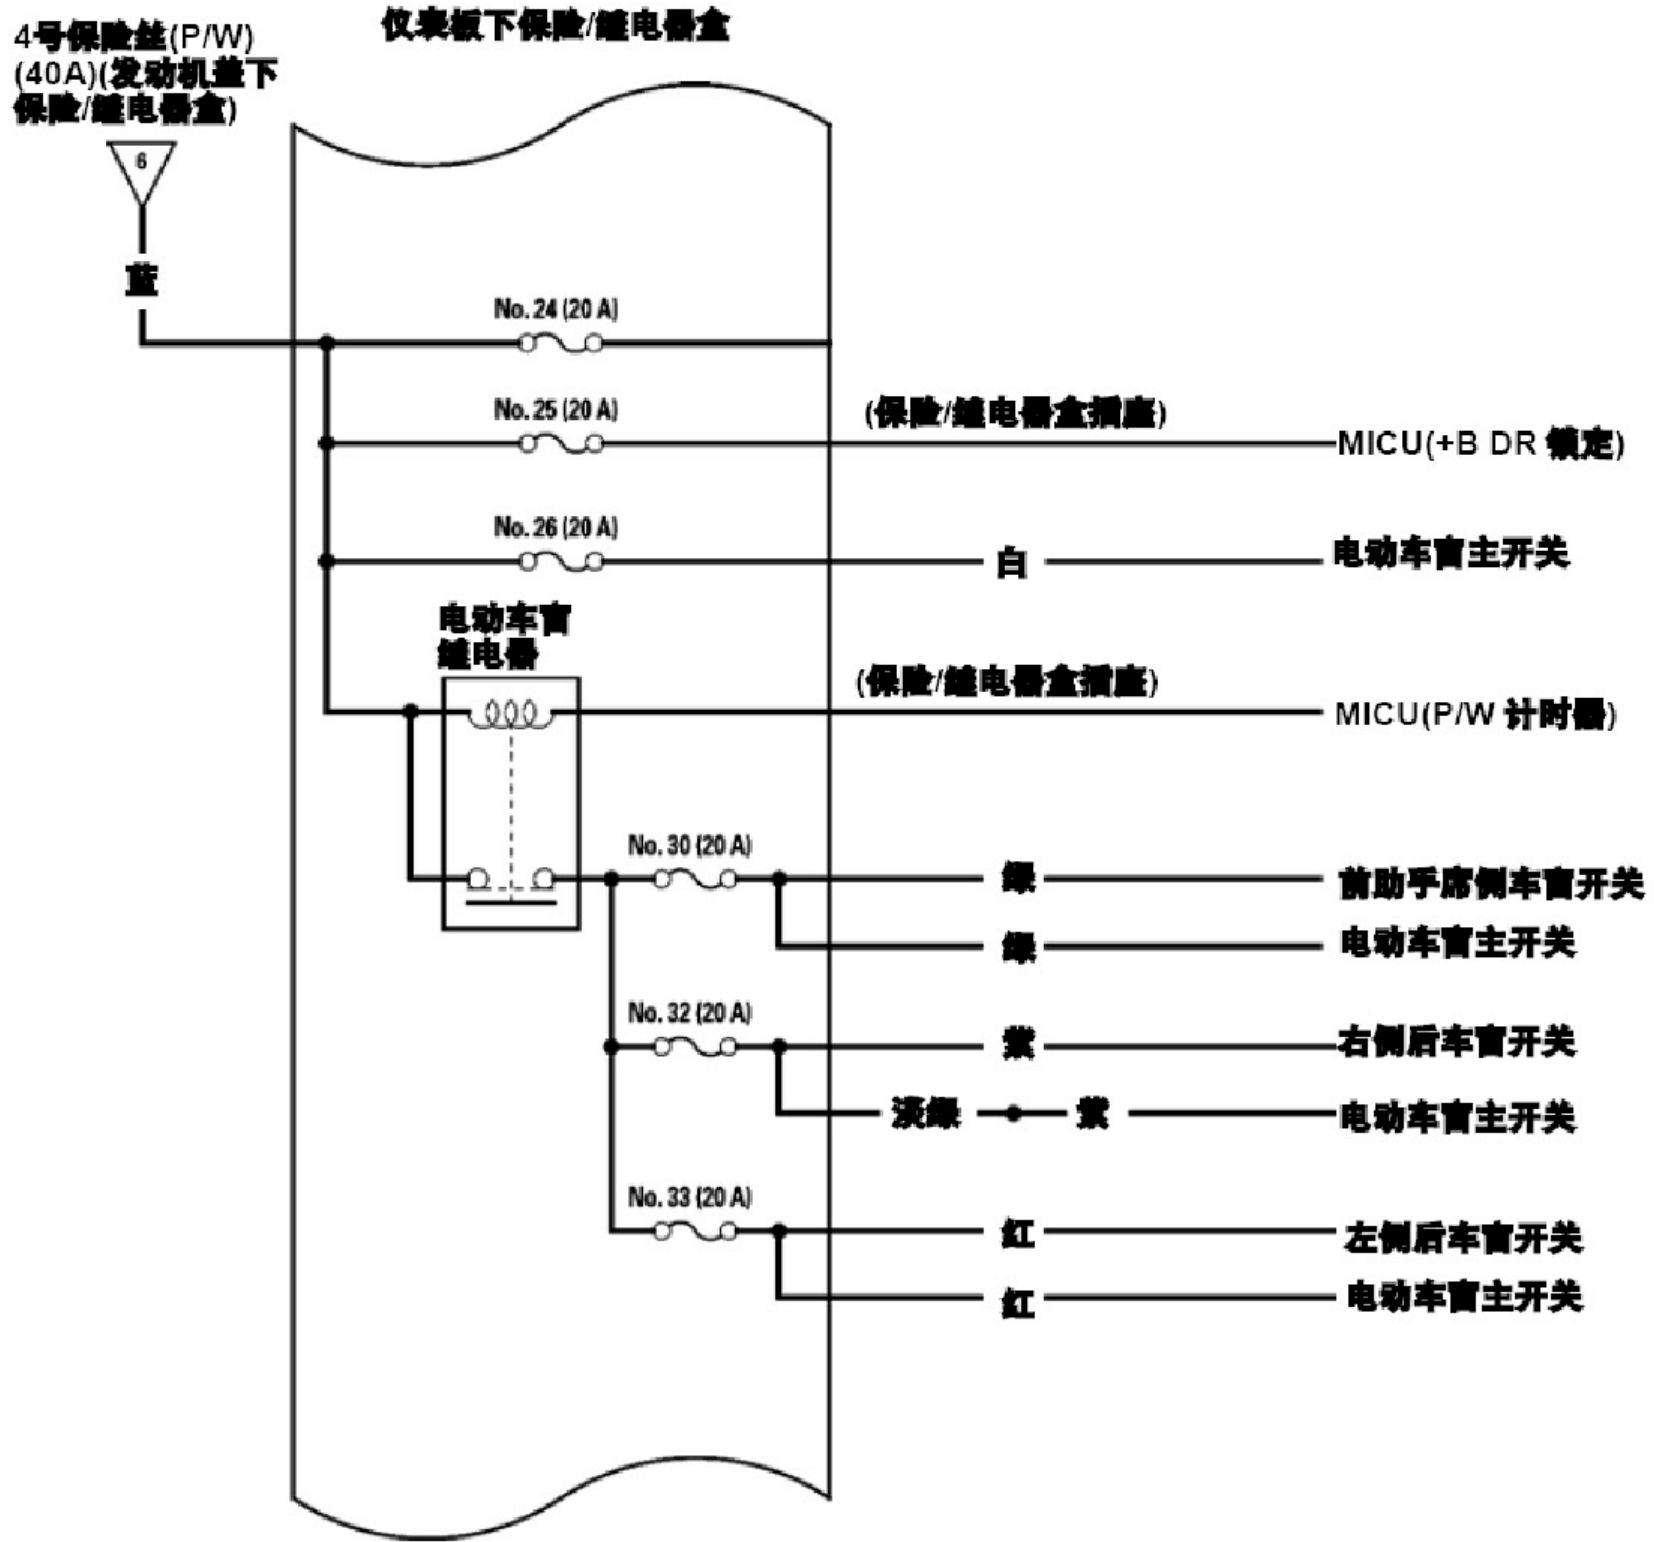 仪表板下保险/继电器盒
4号保险丝(P/W)
(40A)(发动机盖下
保险/继电器盒)
6
蓝
No. 24 (20 A)
No. 25 (20 A)
(保险/继电器盒插座)
MICU(+B DR 锁定)
No. 26 (20 A)
白
电动车窗主开关
电动车窗
继电器
(保险/继电器盒插座)
MICU(P/W 计时器)
No. 30 (20 A)
绿
前助手席侧车窗开关
绿
电动车窗主开关
No. 32 (20 A)
紫
右侧后车窗开关
淡绿
紫
电动车窗主开关
No. 33 (20 A)
红
左侧后车窗开关
红
电动车窗主开关